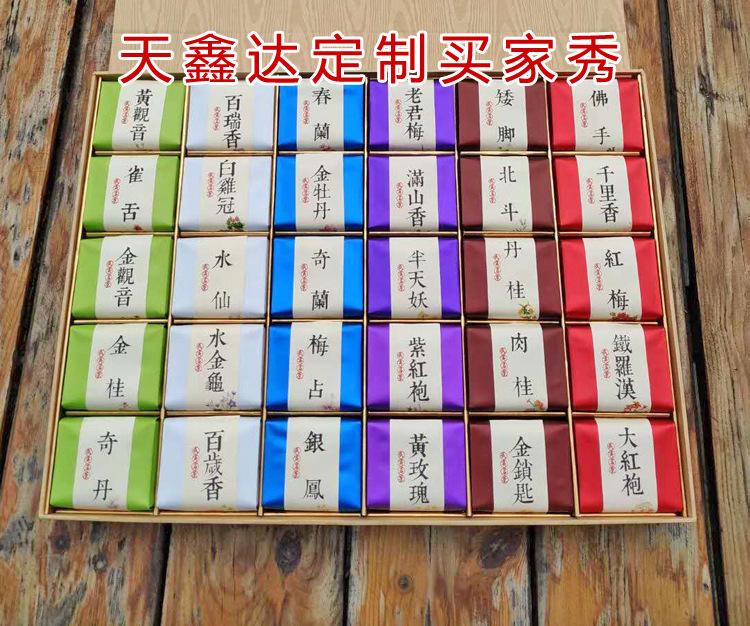 天鑫达定制买家秀
黃觀音
百瑞香
春蘭
老君梅
矮脚
佛手
雀舌
白雞冠
金牡丹
滿山香
北斗
千里香
金觀音
水仙
奇蘭
半天妖
丹桂
紅梅
金桂
水金龜
梅占
紫紅袍
肉桂
鐵羅漢
奇丹
百歲香
銀鳳
黃玫瑰
金鎖匙
大紅袍